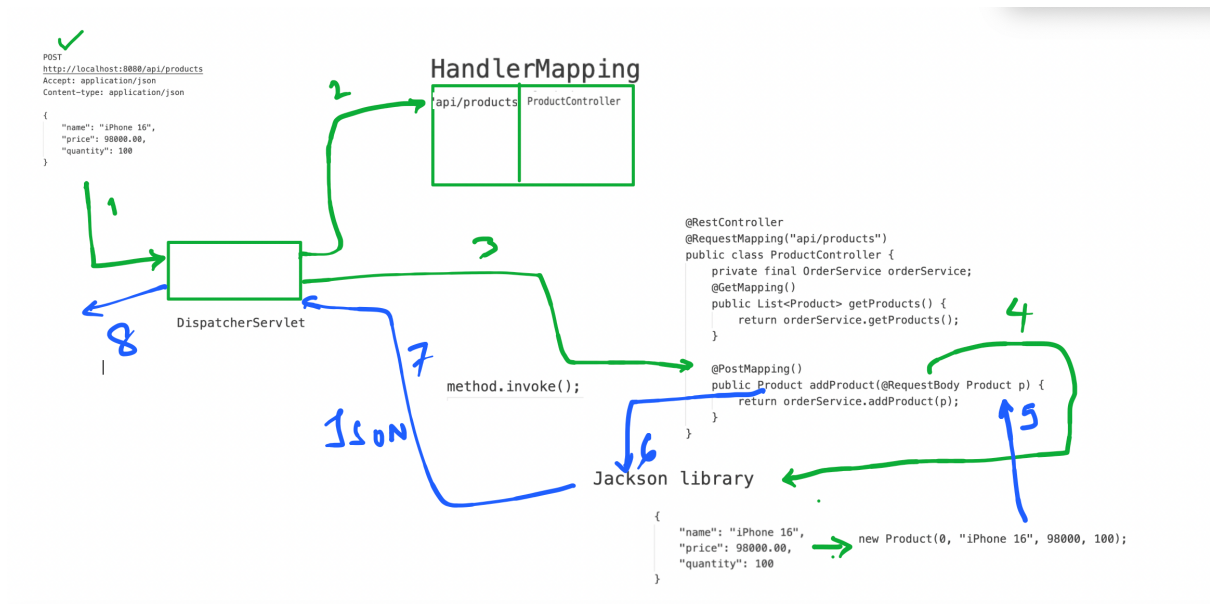 POST
http://localhost:8080/api/products
Accept: application/json
Content-type: application/json
{
"name": "iPhone 16",
"price": 98000.00,
"quantity": 100
}
1
2
HandlerMapping
api/products ProductController
DispatcherServlet
8
3
method.invoke();
7
JSON
@RestController
@RequestMapping("api/products")
public class ProductController {
private final OrderService orderService;
@GetMapping()
public List<Product> getProducts() {
return orderService.getProducts();
}
@PostMapping()
public Product addProduct(@RequestBody Product p) {
return orderService.addProduct(p);
}
}
4
5
6
Jackson library
{
"name": "iPhone 16",
"price": 98000.00,
"quantity": 100
}
new Product(0, "iPhone 16", 98000, 100);